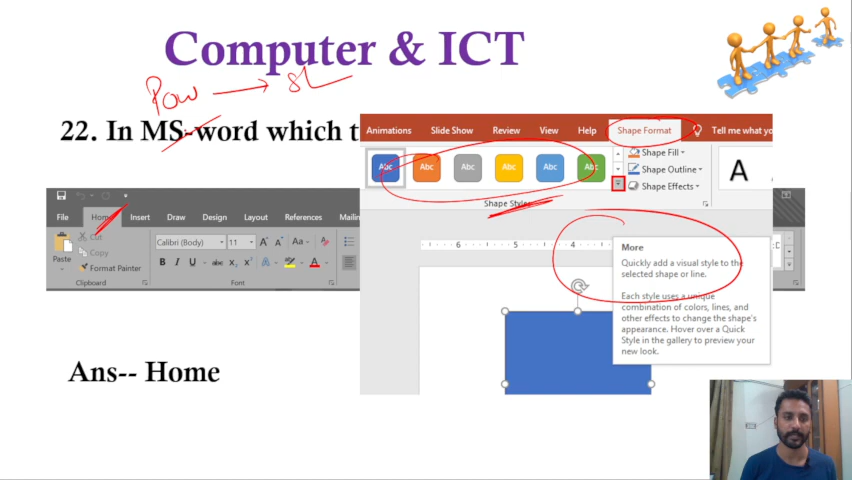 Computer & ICT
Pow → SL
22. In MS-word which t
Animations Slide Show Review View Help Shape Format Tell me what you
Abc Abc Abc Abc Abc Abc
Shape Fill
Shape Outline
Shape Effects
A
Shape Styles
File Home Insert Draw Design Layout References Mailin
Cut
Copy
Format Painter
Paste
Clipboard
Calibri (Body) 11 A A Aa A
B I U abc x₂ x² A A
Font
6 5 4
More
Quickly add a visual style to the
selected shape or line.
Each style uses a unique
combination of colors, lines, and
other effects to change the shape's
appearance. Hover over a Quick
Style in the gallery to preview your
new look.
Ans-- Home